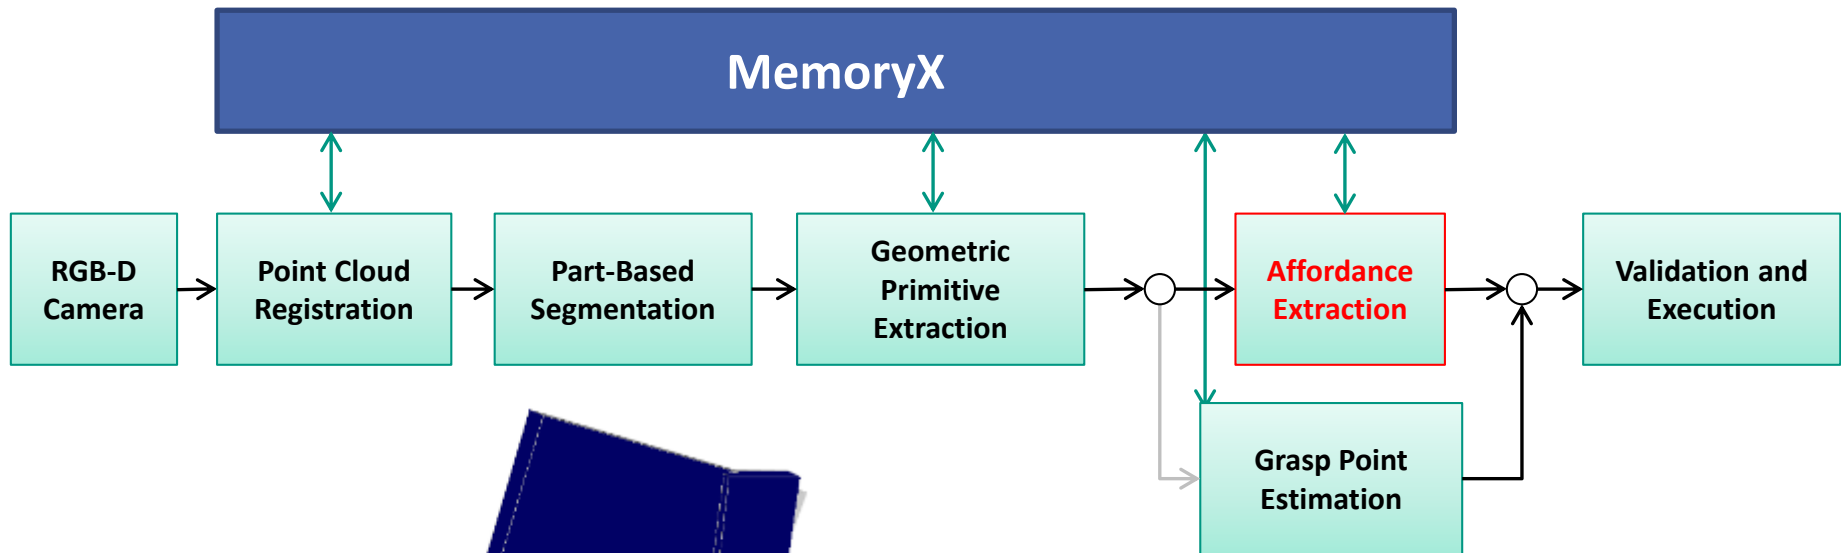 MemoryX
RGB-D
Camera
Point Cloud
Registration
Part-Based
Segmentation
Geometric
Primitive
Extraction
Affordance
Extraction
Validation and
Execution
Grasp Point
Estimation